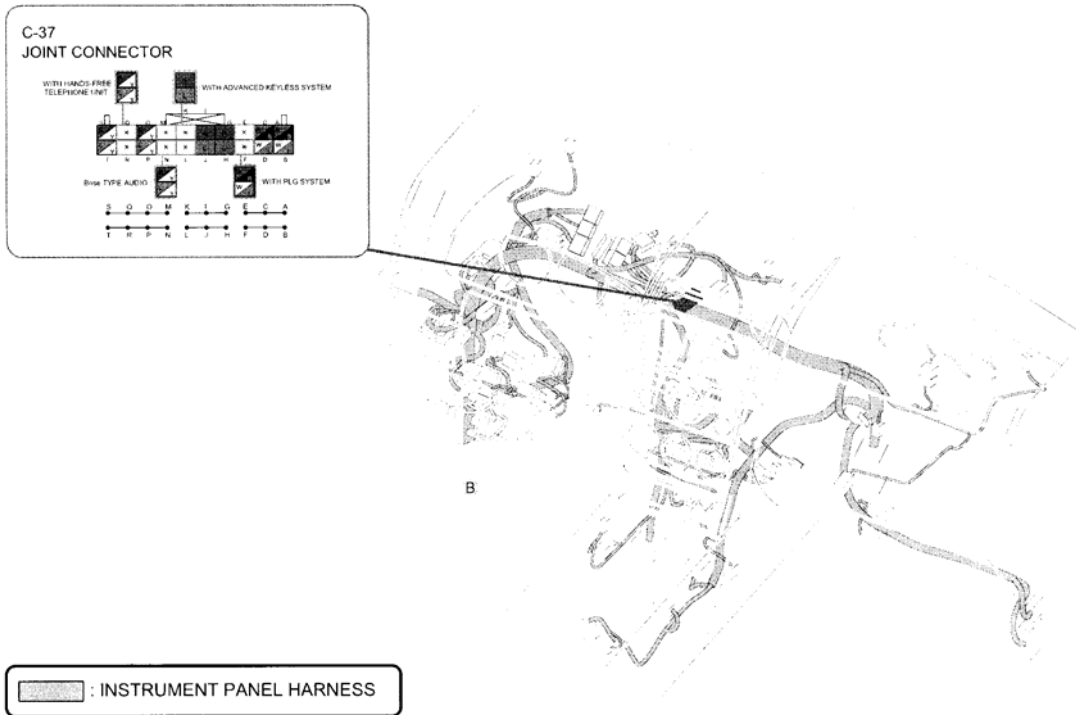 C-37
JOINT CONNECTOR
WITH HANDS-FREE
TELEPHONE UNIT
WITH ADVANCED KEYLESS SYSTEM
Base TYPE AUDIO
WITH PLG SYSTEM
S Q O M K I G E C A
T R P N L J H F D B
B
: INSTRUMENT PANEL HARNESS